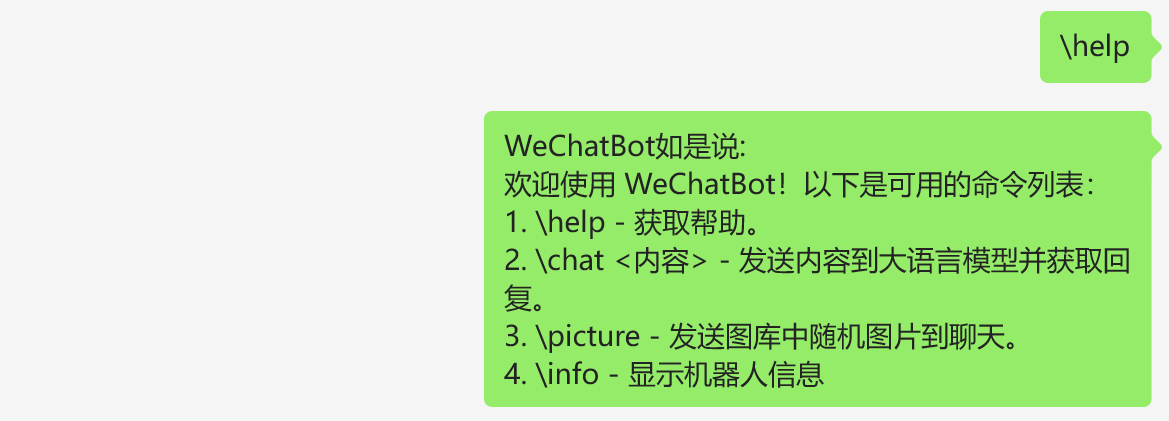 \help
WeChatBot如是说:
欢迎使用 WeChatBot！以下是可用的命令列表：
1. \help - 获取帮助。
2. \chat <内容> - 发送内容到大语言模型并获取回
复。
3. \picture - 发送图库中随机图片到聊天。
4. \info - 显示机器人信息